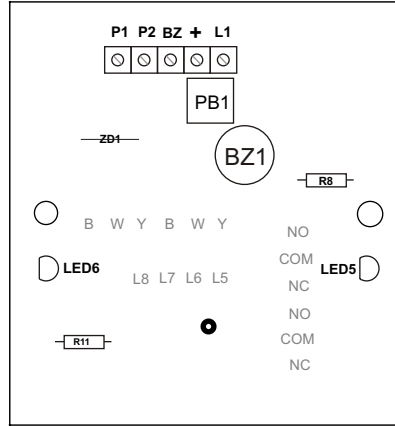 P1 P2 BZ + L1
PB1
ZD1
BZ1
R8
B W Y B W Y
NO
COM
LED6
LED5
L8 L7 L6 L5
NC
NO
R11
COM
NC